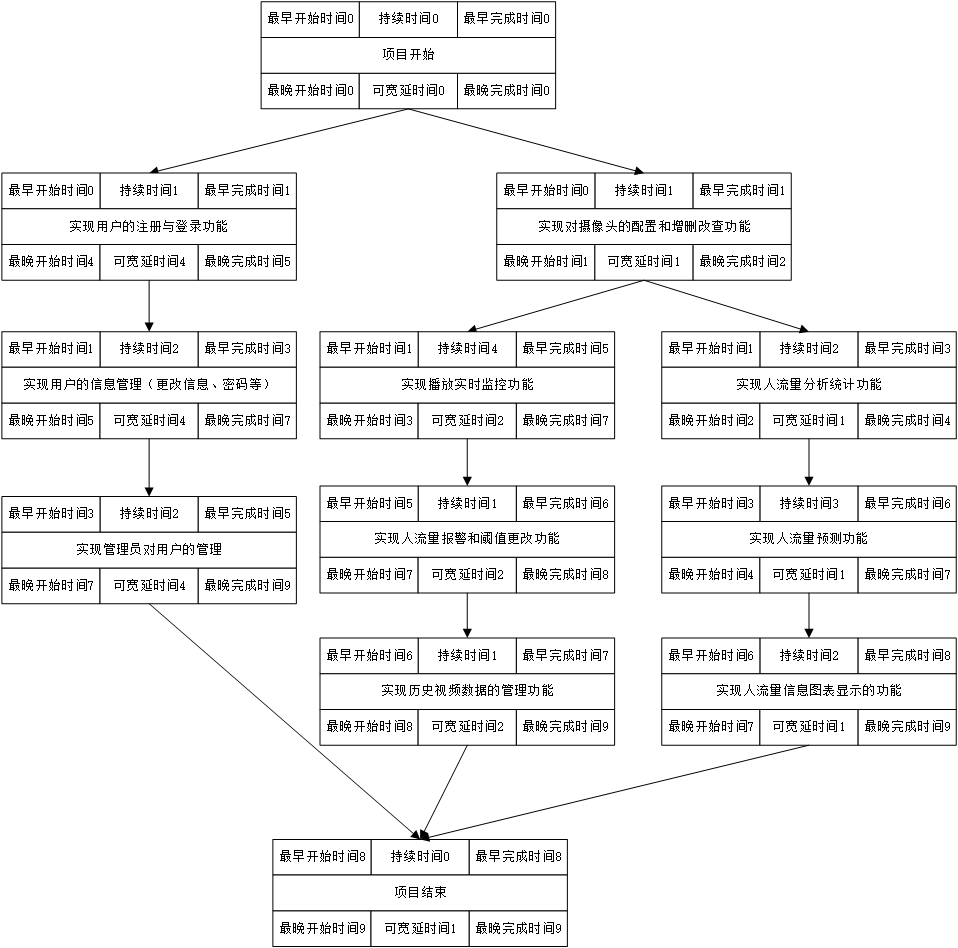 最早开始时间0 持续时间0 最早完成时间0
项目开始
最晚开始时间0 可宽延时间0 最晚完成时间0
最早开始时间0 持续时间1 最早完成时间1
实现用户的注册与登录功能
最晚开始时间4 可宽延时间4 最晚完成时间5
最早开始时间0 持续时间1 最早完成时间1
实现对摄像头的配置和增删改查功能
最晚开始时间1 可宽延时间1 最晚完成时间2
最早开始时间1 持续时间2 最早完成时间3
实现用户的信息管理（更改信息、密码等）
最晚开始时间5 可宽延时间4 最晚完成时间7
最早开始时间1 持续时间4 最早完成时间5
实现播放实时监控功能
最晚开始时间3 可宽延时间2 最晚完成时间7
最早开始时间1 持续时间2 最早完成时间3
实现人流量分析统计功能
最晚开始时间2 可宽延时间1 最晚完成时间4
最早开始时间3 持续时间2 最早完成时间5
实现管理员对用户的管理
最晚开始时间7 可宽延时间4 最晚完成时间9
最早开始时间5 持续时间1 最早完成时间6
实现人流量报警和阈值更改功能
最晚开始时间7 可宽延时间2 最晚完成时间8
最早开始时间3 持续时间3 最早完成时间6
实现人流量预测功能
最晚开始时间4 可宽延时间1 最晚完成时间7
最早开始时间6 持续时间1 最早完成时间7
实现历史视频数据的管理功能
最晚开始时间8 可宽延时间2 最晚完成时间9
最早开始时间6 持续时间2 最早完成时间8
实现人流量信息图表显示的功能
最晚开始时间7 可宽延时间1 最晚完成时间9
最早开始时间8 持续时间0 最早完成时间8
项目结束
最晚开始时间9 可宽延时间1 最晚完成时间9